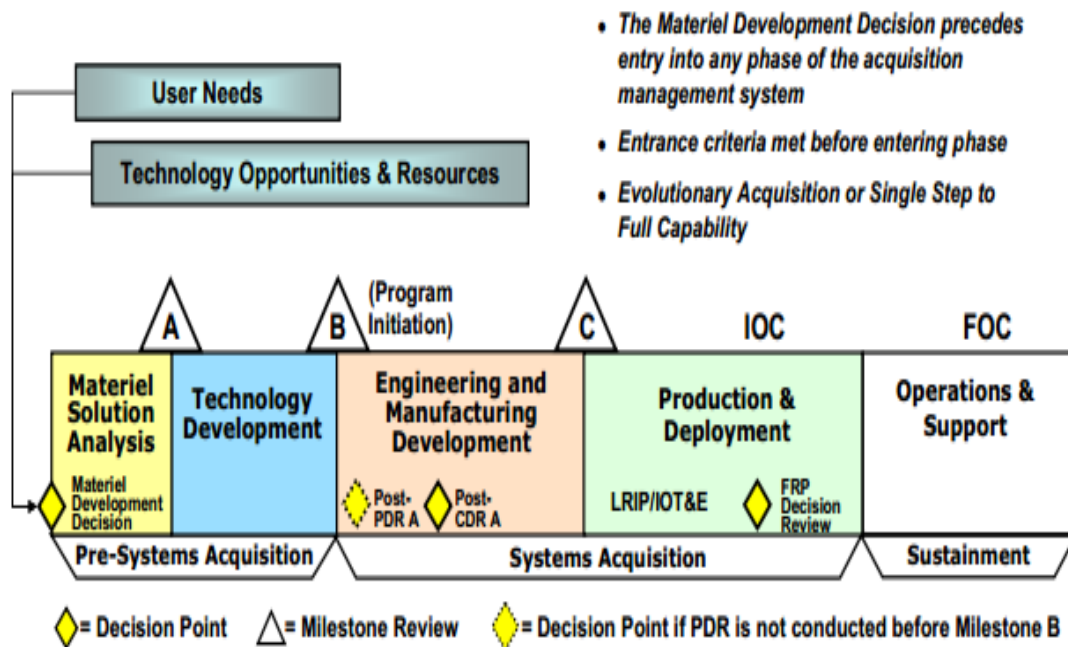 • The Materiel Development Decision precedes
entry into any phase of the acquisition
management system
• Entrance criteria met before entering phase
• Evolutionary Acquisition or Single Step to
Full Capability
User Needs
Technology Opportunities & Resources
A
B
(Program
Initiation)
C
IOC
FOC
Materiel
Solution
Analysis
Technology
Development
Engineering and
Manufacturing
Development
Production &
Deployment
Operations &
Support
Materiel
Development
Decision
Post-
PDR A
Post-
CDR A
LRIP/IOT&E
FRP
Decision
Review
Pre-Systems Acquisition
Systems Acquisition
Sustainment
= Decision Point
= Milestone Review
= Decision Point if PDR is not conducted before Milestone B